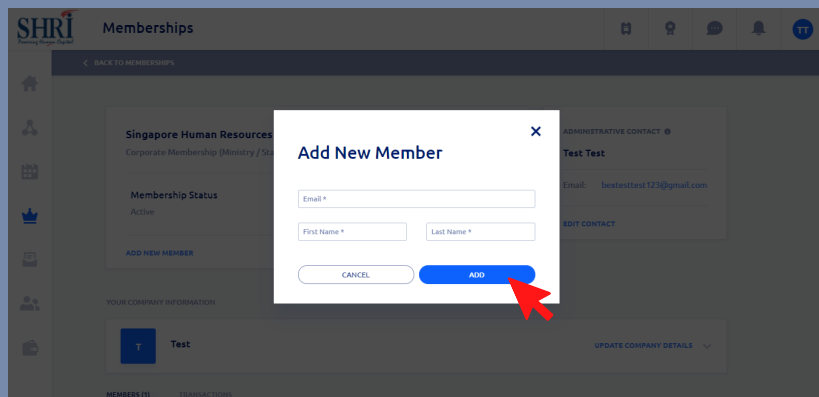 SHRI
Memberships
TT
BACK TO MEMBERSHIPS
Singapore Human Resources
Corporate Membership (Ministry / Sta
Membership Status
Active
ADD NEW MEMBER
Add New Member
Email *
First Name *
Last Name *
CANCEL
ADD
ADMINISTRATIVE CONTACT
Test Test
Email: bextesttest123@gmail.com
EDIT CONTACT
YOUR COMPANY INFORMATION
T
Test
UPDATE COMPANY DETAILS
MEMBERS (1)
TRANSACTIONS